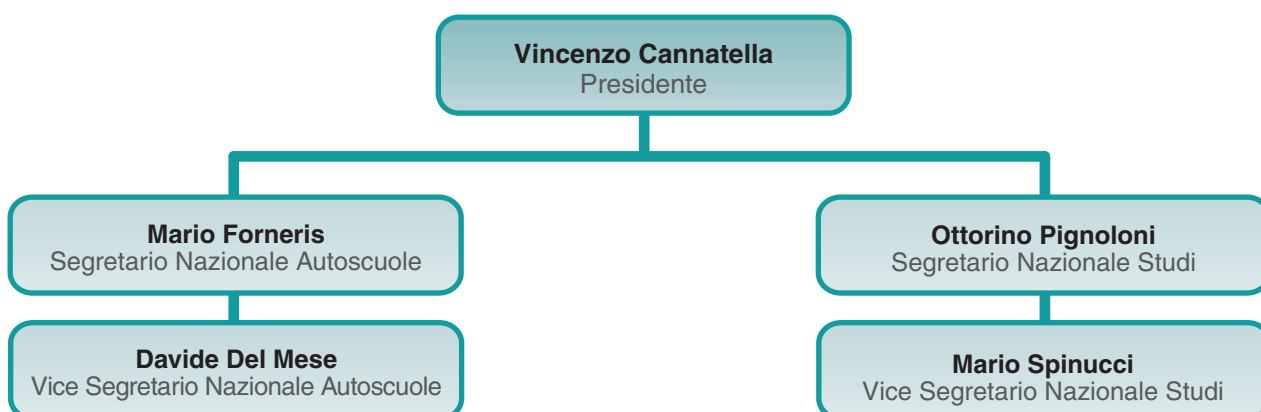 Vincenzo Cannatella
Presidente
Mario Forneris
Segretario Nazionale Autoscuole
Ottorino Pignoloni
Segretario Nazionale Studi
Davide Del Mese
Vice Segretario Nazionale Autoscuole
Mario Spinucci
Vice Segretario Nazionale Studi